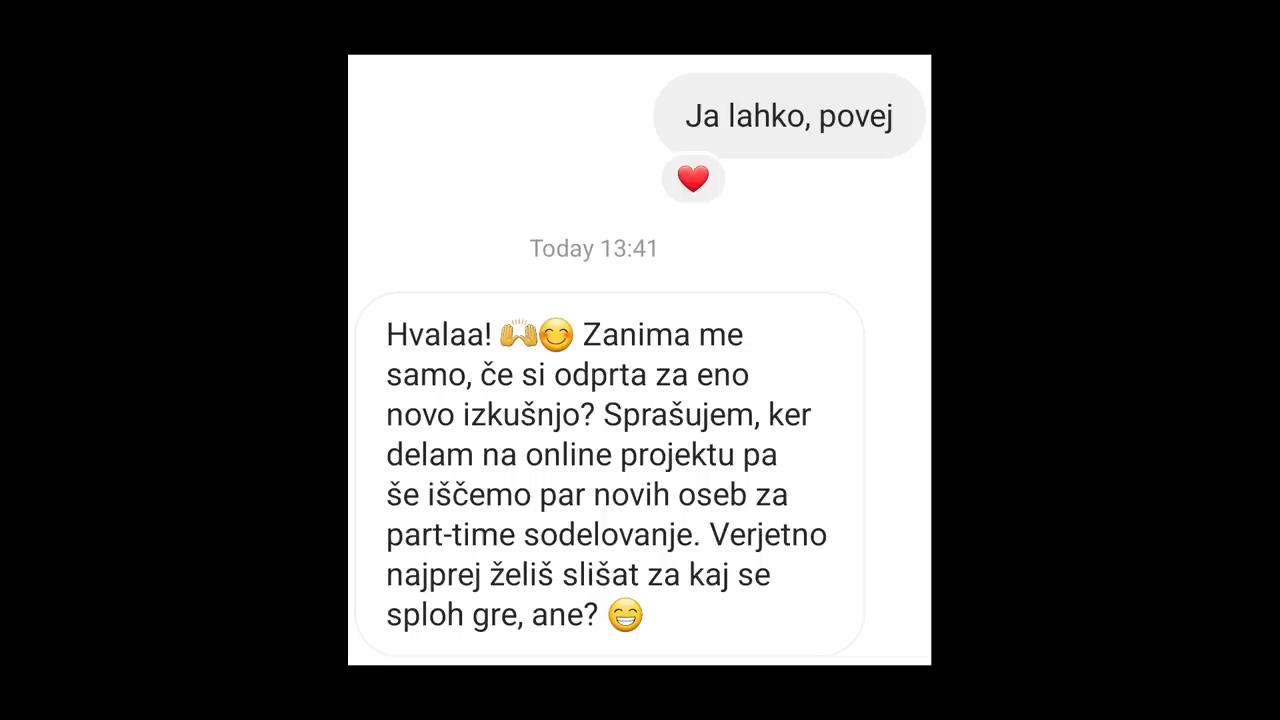 Ja lahko, povej
❤️
Today 13:41
Hvalaa! 🙌😊 Zanima me
samo, če si odprta za eno
novo izkušnjo? Sprašujem, ker
delam na online projektu pa
še iščemo par novih oseb za
part-time sodelovanje. Verjetno
najprej želiš slišat za kaj se
sploh gre, ane? 😁